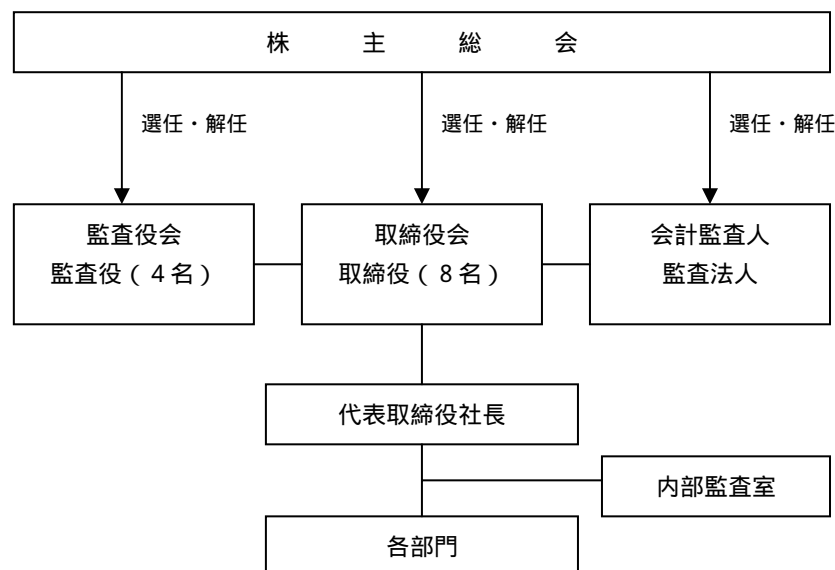 株 主 総 会
選任・解任
選任・解任
選任・解任
監査役会
監査役(4名)
取締役会
取締役(8名)
会計監査人
監査法人
代表取締役社長
内部監査室
各部門